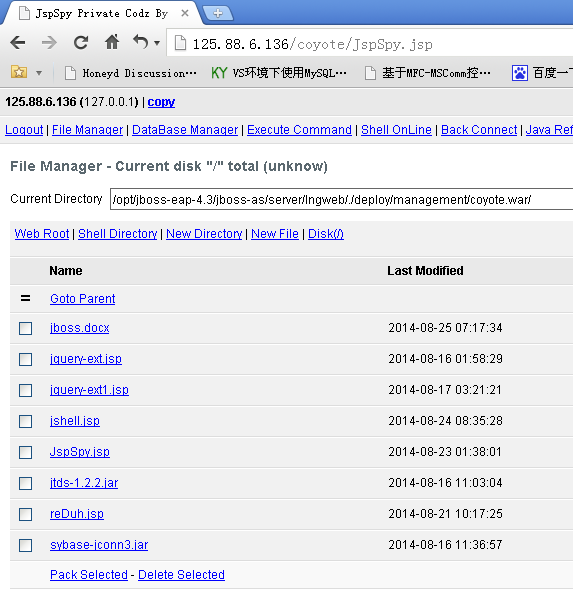 JspSpy Private Codz By
125.88.6.136/coyote/JspSpy.jsp
Honeyd Discussion… KY VS环境下使用MySQL… 基于MFC-MSComm控… 百度一
125.88.6.136 (127.0.0.1) | copy
Logout | File Manager | DataBase Manager | Execute Command | Shell OnLine | Back Connect | Java Ref
File Manager - Current disk "/" total (unknow)
Current Directory /opt/jboss-eap-4.3/jboss-as/server/lngweb/./deploy/management/coyote.war/
Web Root | Shell Directory | New Directory | New File | Disk(/)
Name Last Modified
= Goto Parent
jboss.docx 2014-08-25 07:17:34
jquery-ext.jsp 2014-08-16 01:58:29
jquery-ext1.jsp 2014-08-17 03:21:21
jshell.jsp 2014-08-24 08:35:28
JspSpy.jsp 2014-08-23 01:38:01
jtds-1.2.2.jar 2014-08-16 11:03:04
reDuh.jsp 2014-08-21 10:17:25
sybase-jconn3.jar 2014-08-16 11:36:57
Pack Selected - Delete Selected